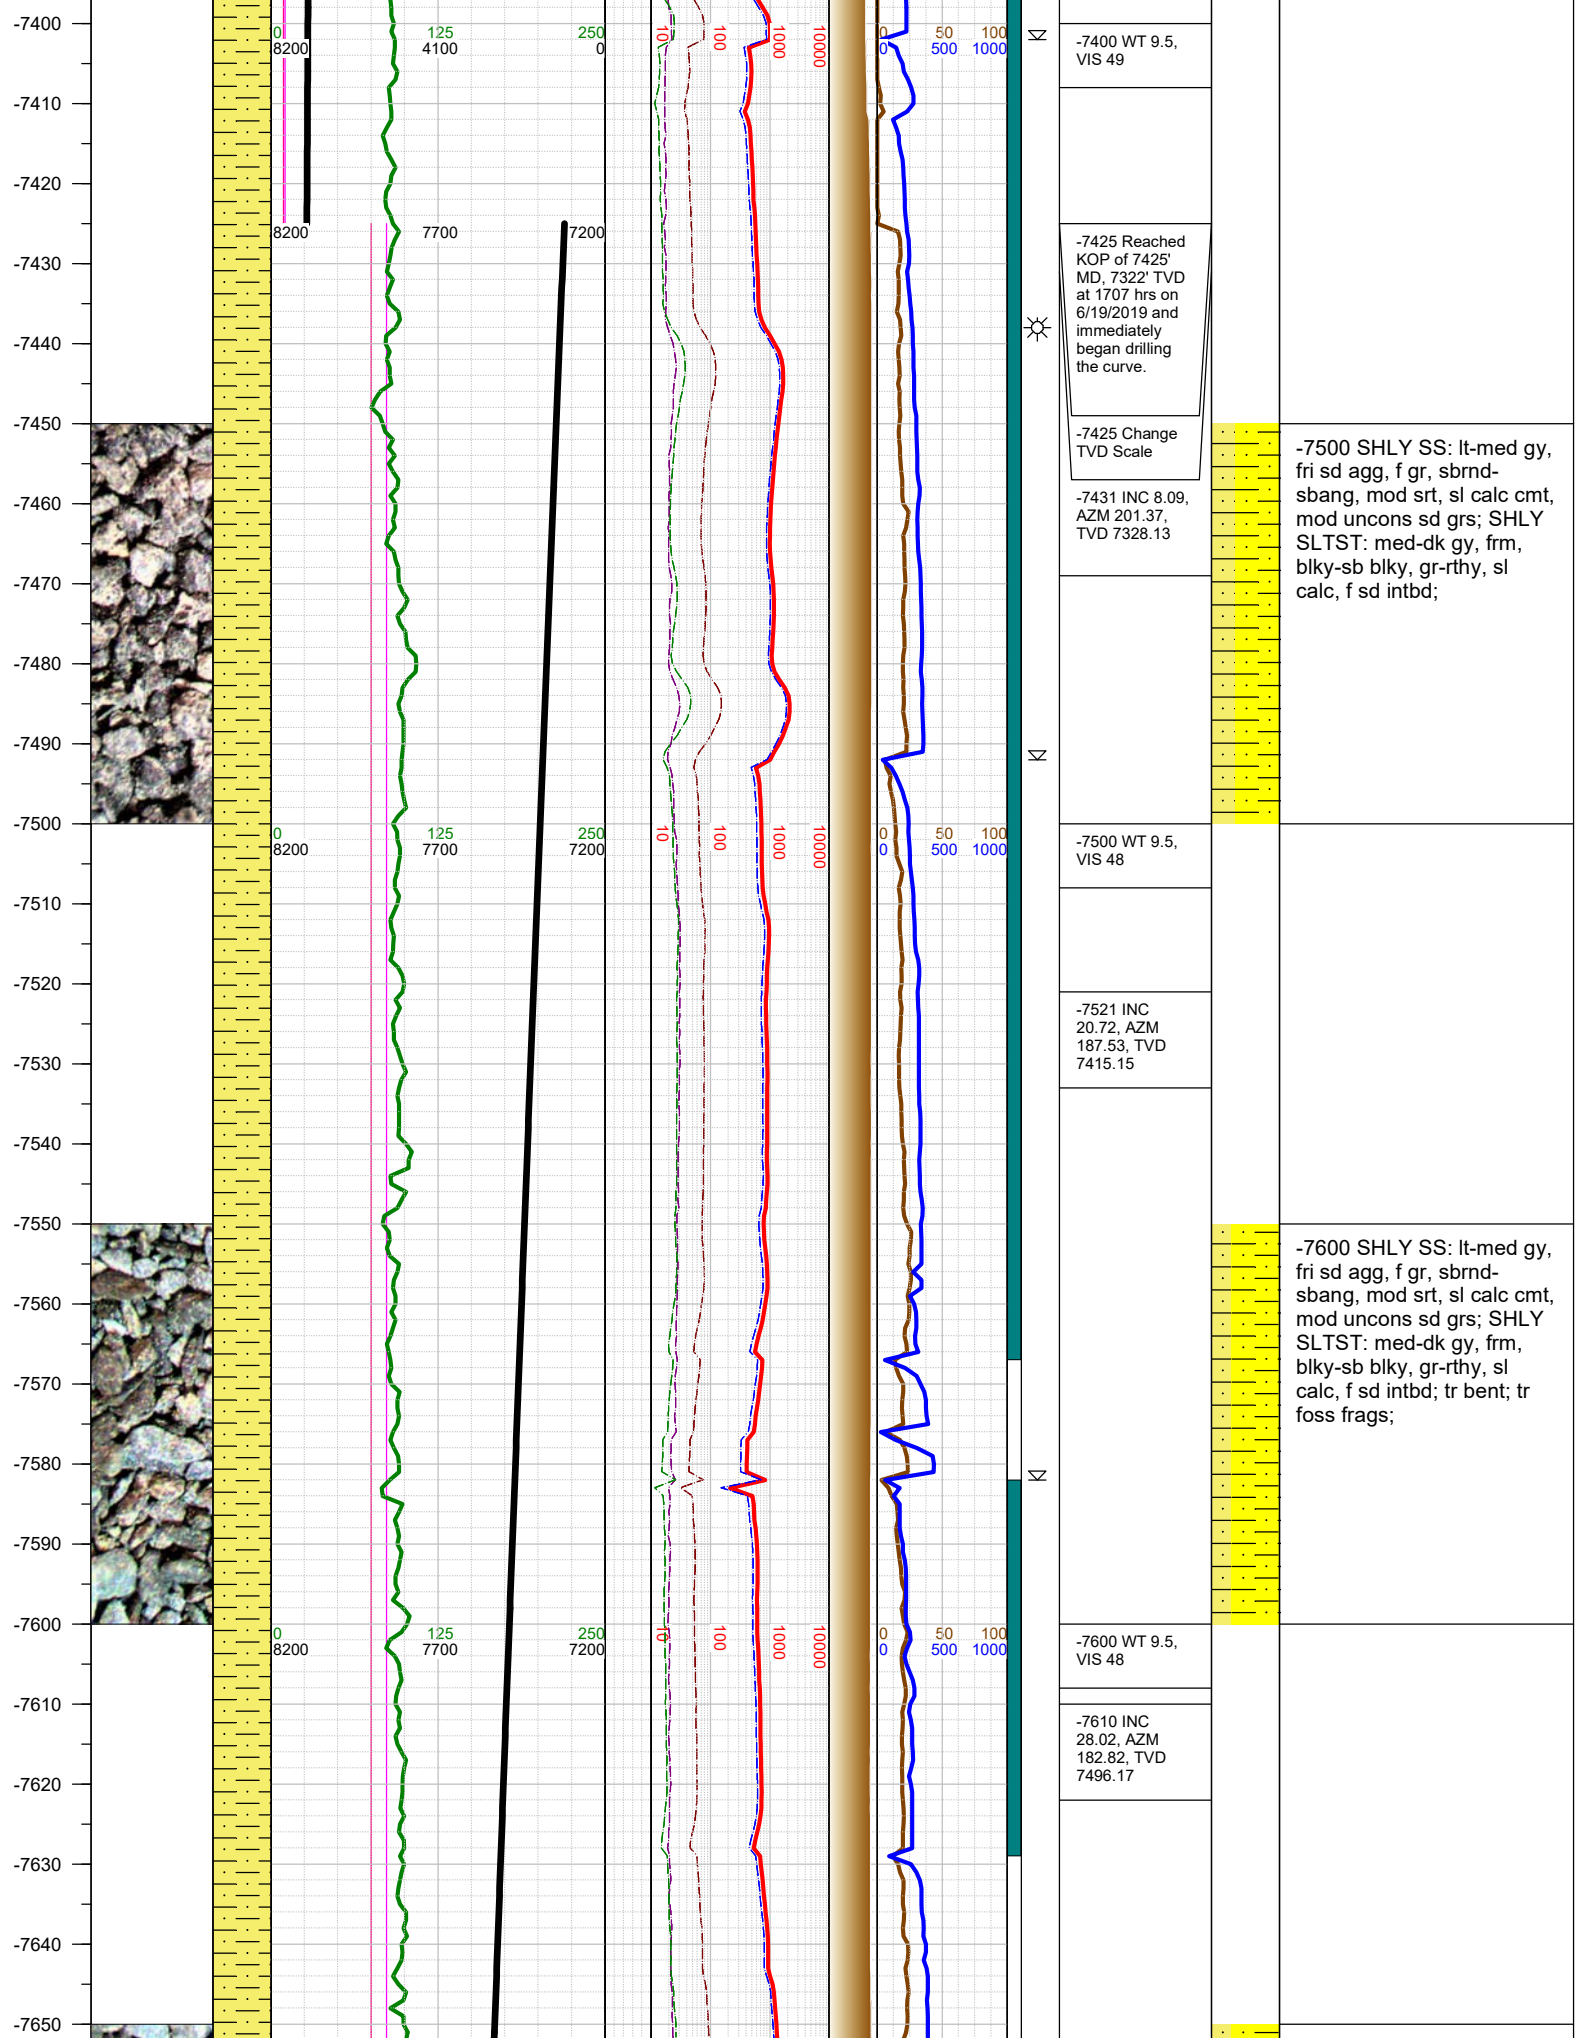 -7400
-7410
-7420
-7430
-7440
-7450
-7460
-7470
-7480
-7490
-7500
-7510
-7520
-7530
-7540
-7550
-7560
-7570
-7580
-7590
-7600
-7610
-7620
-7630
-7640
-7650
0 125 250
8200 4100 0
8200 7700 7200
0 125 250
8200 7700 7200
0 125 250
8200 7700 7200
10 100 1000 10000
10 100 1000 10000
10 100 1000 10000
0 50 100
0 500 1000
0 50 100
0 500 1000
0 50 100
0 500 1000
-7400 WT 9.5,
VIS 49
-7425 Reached
KOP of 7425'
MD, 7322' TVD
at 1707 hrs on
6/19/2019 and
immediately
began drilling
the curve.
-7425 Change
TVD Scale
-7431 INC 8.09,
AZM 201.37,
TVD 7328.13
-7500 WT 9.5,
VIS 48
-7521 INC
20.72, AZM
187.53, TVD
7415.15
-7600 WT 9.5,
VIS 48
-7610 INC
28.02, AZM
182.82, TVD
7496.17
-7500 SHLY SS: lt-med gy,
fri sd agg, f gr, sbrnd-
sbang, mod srt, sl calc cmt,
mod uncons sd grs; SHLY
SLTST: med-dk gy, frm,
blky-sb blky, gr-rthy, sl
calc, f sd intbd;
-7600 SHLY SS: lt-med gy,
fri sd agg, f gr, sbrnd-
sbang, mod srt, sl calc cmt,
mod uncons sd grs; SHLY
SLTST: med-dk gy, frm,
blky-sb blky, gr-rthy, sl
calc, f sd intbd; tr bent; tr
foss frags;